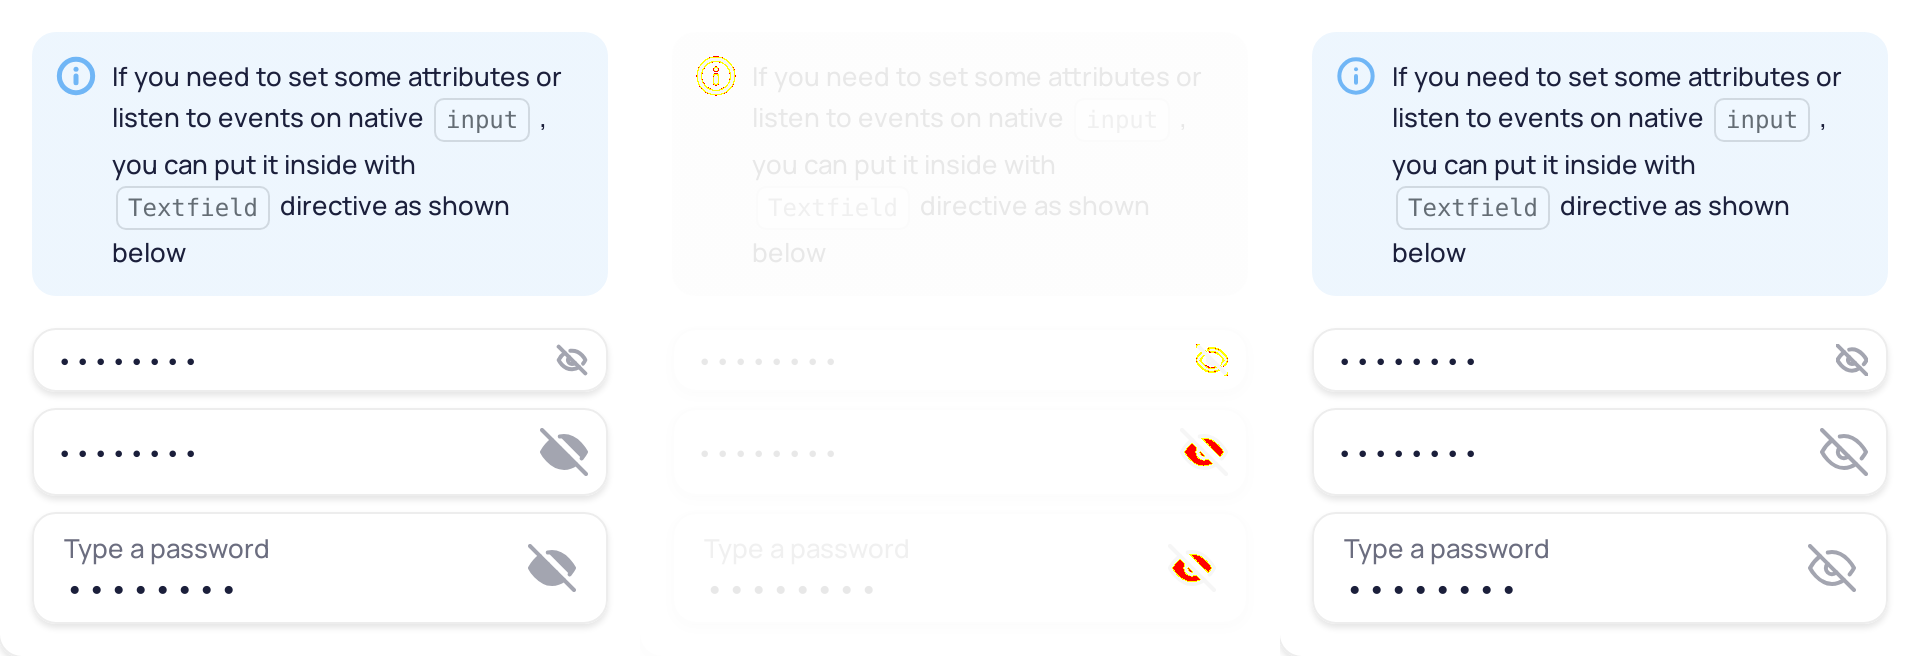 If you need to set some attributes or
listen to events on native input ,
you can put it inside with
Textfield directive as shown
below
Type a password
If you need to set some attributes or
listen to events on native input ,
you can put it inside with
Textfield directive as shown
below
Type a password
If you need to set some attributes or
listen to events on native input ,
you can put it inside with
Textfield directive as shown
below
Type a password